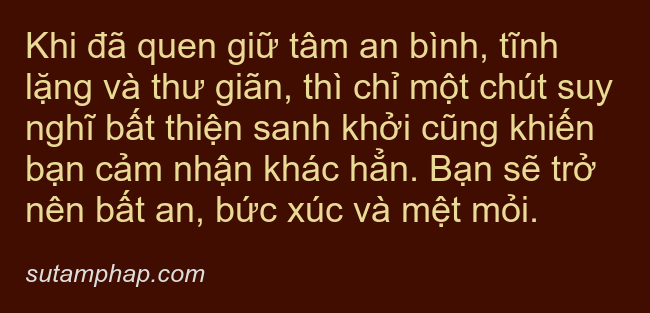 Khi đã quen giữ tâm an bình, tĩnh
lặng và thư giãn, thì chỉ một chút suy
nghĩ bất thiện sanh khởi cũng khiến
bạn cảm nhận khác hẳn. Bạn sẽ trở
nên bất an, bức xúc và mệt mỏi.
sutamphap.com